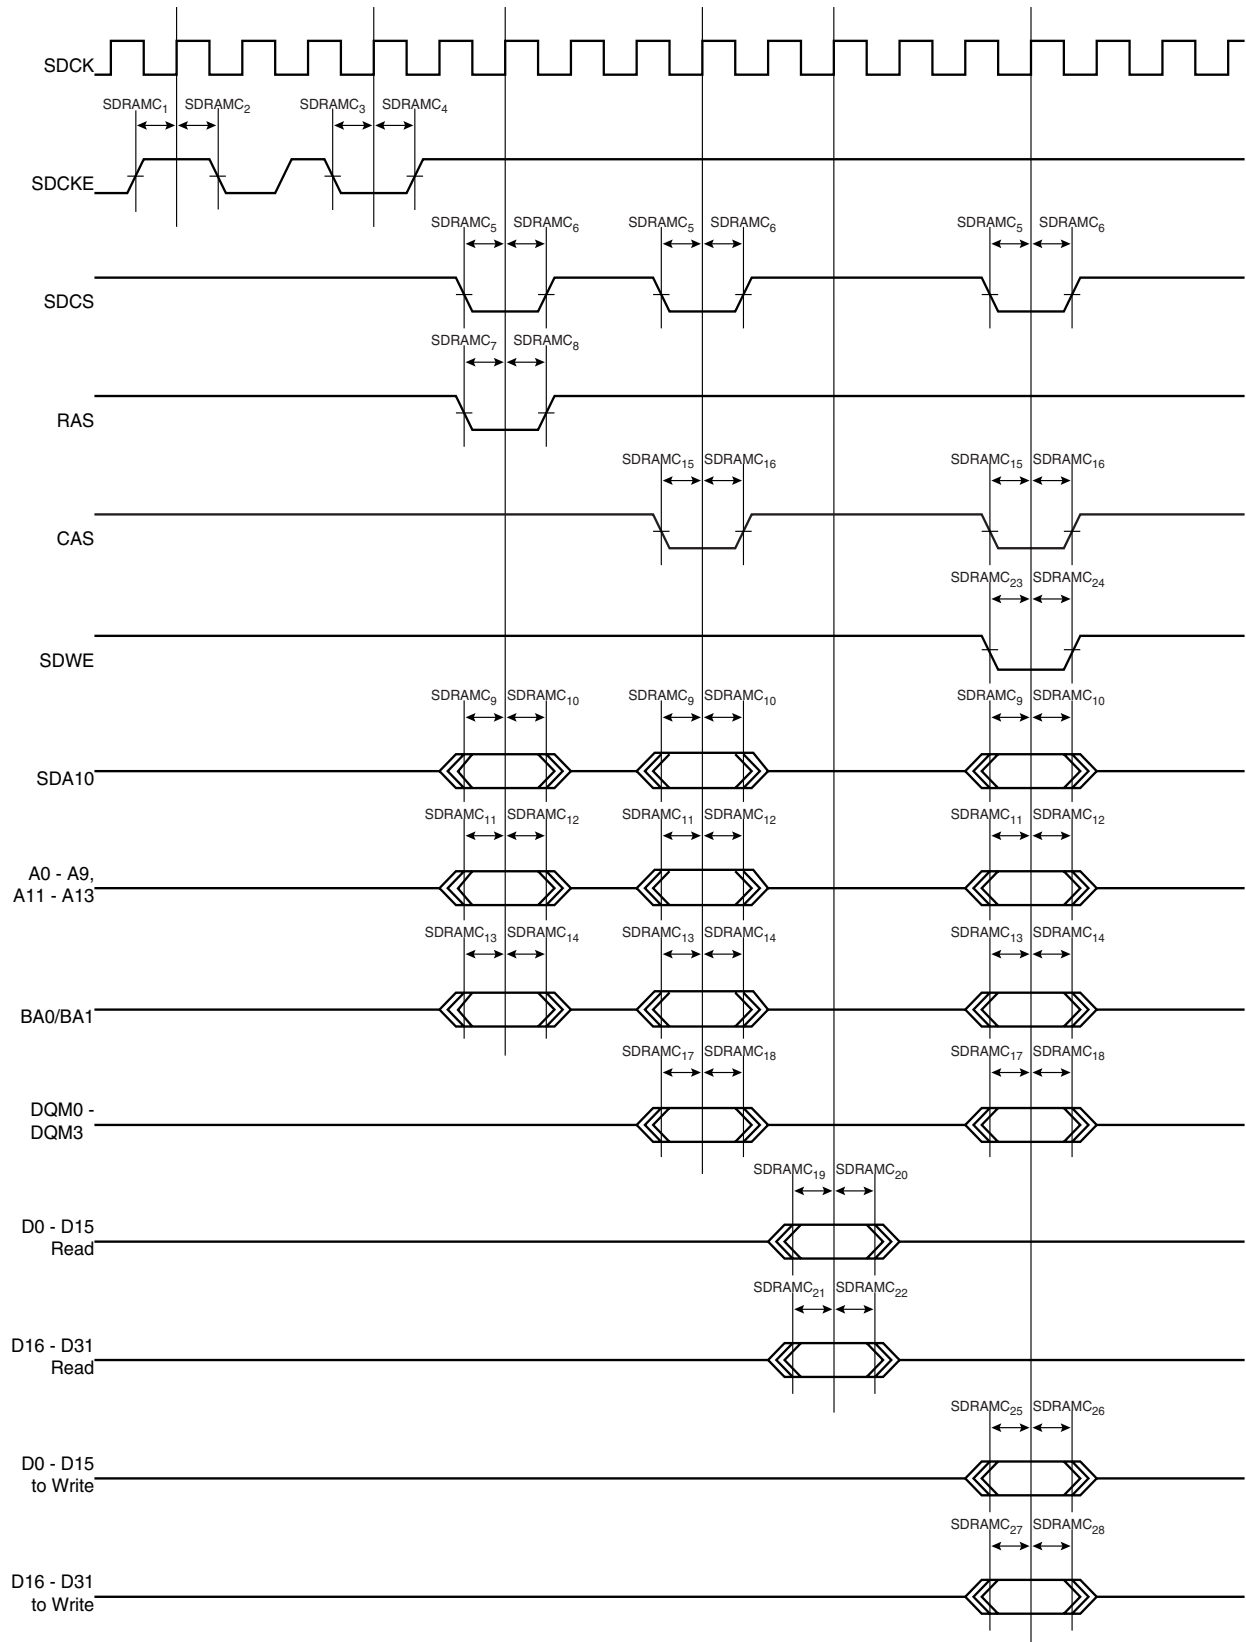 SDCK
SDRAMC1 SDRAMC2 SDRAMC3 SDRAMC4
SDCKE
SDRAMC5 SDRAMC6 SDRAMC5 SDRAMC6 SDRAMC5 SDRAMC6
SDCS
SDRAMC7 SDRAMC8
RAS
SDRAMC15 SDRAMC16 SDRAMC15 SDRAMC16
CAS
SDRAMC23 SDRAMC24
SDWE
SDRAMC9 SDRAMC10 SDRAMC9 SDRAMC10 SDRAMC9 SDRAMC10
SDA10
SDRAMC11 SDRAMC12 SDRAMC11 SDRAMC12 SDRAMC11 SDRAMC12
A0 - A9,
A11 - A13
SDRAMC13 SDRAMC14 SDRAMC13 SDRAMC14 SDRAMC13 SDRAMC14
BA0/BA1
SDRAMC17 SDRAMC18 SDRAMC17 SDRAMC18
DQM0 -
DQM3
SDRAMC19 SDRAMC20
D0 - D15
Read
SDRAMC21 SDRAMC22
D16 - D31
Read
SDRAMC25 SDRAMC26
D0 - D15
to Write
SDRAMC27 SDRAMC28
D16 - D31
to Write